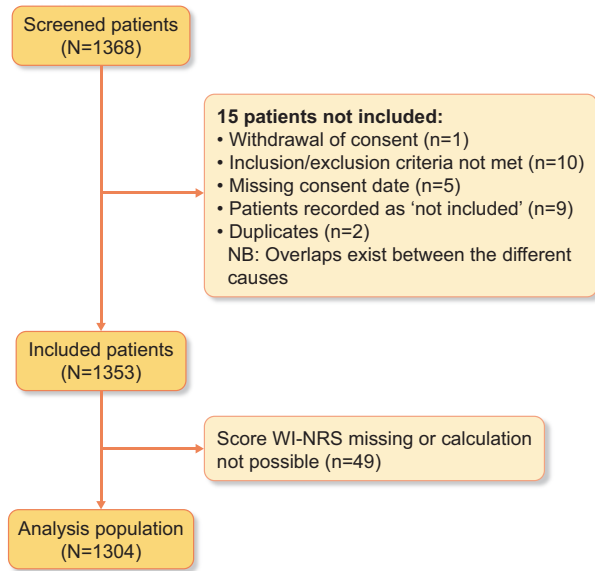 Screened patients
(N=1368)
15 patients not included:
• Withdrawal of consent (n=1)
• Inclusion/exclusion criteria not met (n=10)
• Missing consent date (n=5)
• Patients recorded as ‘not included’ (n=9)
• Duplicates (n=2)
NB: Overlaps exist between the different
causes
Included patients
(N=1353)
Score WI-NRS missing or calculation
not possible (n=49)
Analysis population
(N=1304)